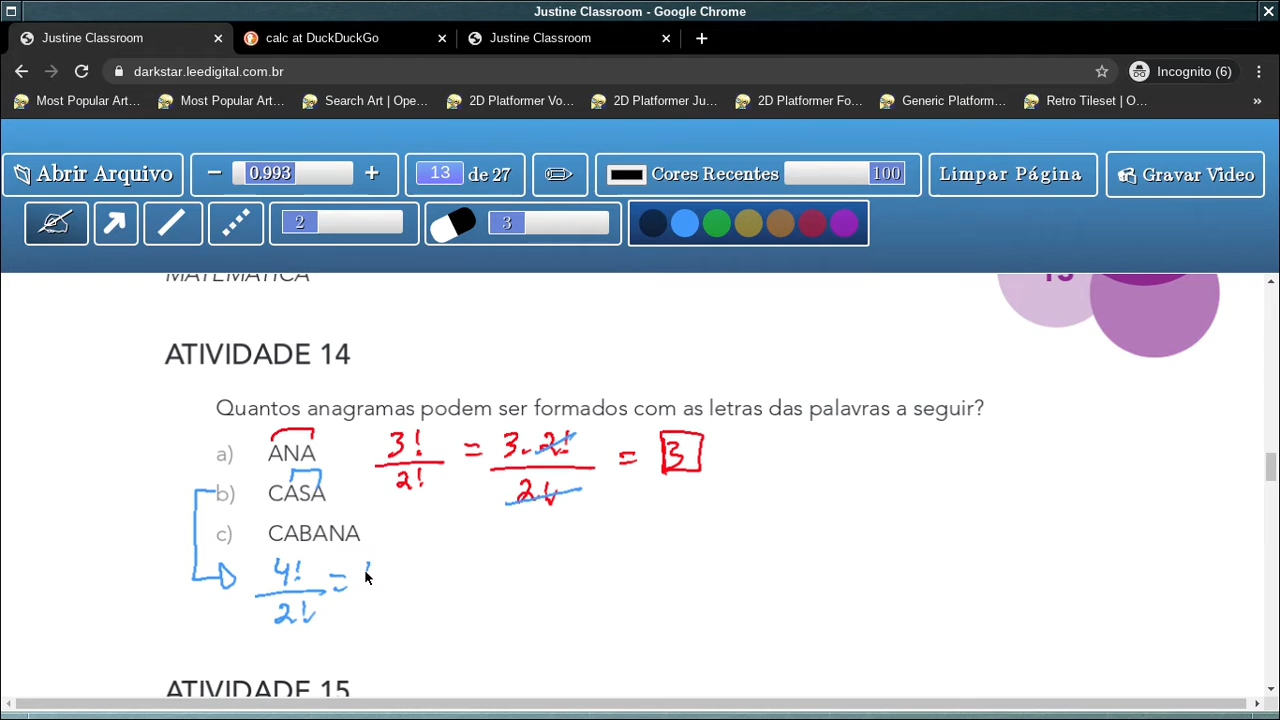 Justine Classroom - Google Chrome
Justine Classroom
calc at DuckDuckGo
Justine Classroom
darkstar.leedigital.com.br
Incognito (6)
Most Popular Art...
Most Popular Art...
Search Art | Ope...
2D Platformer Vo...
2D Platformer Ju...
2D Platformer Fo...
Generic Platform...
Retro Tileset | O...
»
Abrir Arquivo
− 0.993 +
13 de 27
Cores Recentes 100
Limpar Página
Gravar Video
2
3
MATEMÁTICA
13
ATIVIDADE 14
Quantos anagramas podem ser formados com as letras das palavras a seguir?
a) ANA 3!/2! = 3.2!/2! = 3
b) CASA
c) CABANA
4!/2! =
ATIVIDADE 15